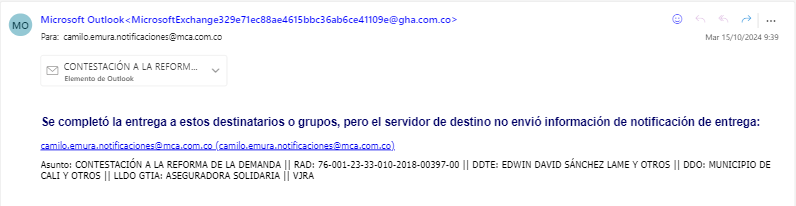 MO
Microsoft Outlook<MicrosoftExchange329e71ec88ae4615bbc36ab6ce41109e@gha.com.co>
Para: camilo.emura.notificaciones@mca.com.co
Mar 15/10/2024 9:39
CONTESTACIÓN A LA REFORM...
Elemento de Outlook
Se completó la entrega a estos destinatarios o grupos, pero el servidor de destino no envió información de notificación de entrega:
camilo.emura.notificaciones@mca.com.co (camilo.emura.notificaciones@mca.com.co)
Asunto: CONTESTACIÓN A LA REFORMA DE LA DEMANDA || RAD: 76-001-23-33-010-2018-00397-00 || DDTE: EDWIN DAVID SÁNCHEZ LAME Y OTROS || DDO: MUNICIPIO DE
CALI Y OTROS || LLDO GTIA: ASEGURADORA SOLIDARIA || VJRA